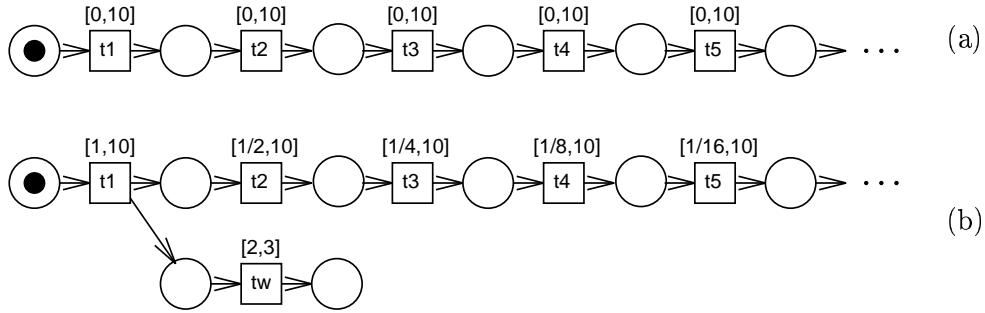 [0,10] [0,10] [0,10] [0,10] [0,10]
t1 t2 t3 t4 t5 ··· (a)
[1,10] [1/2,10] [1/4,10] [1/8,10] [1/16,10]
t1 t2 t3 t4 t5 ···
(b)
[2,3]
tw